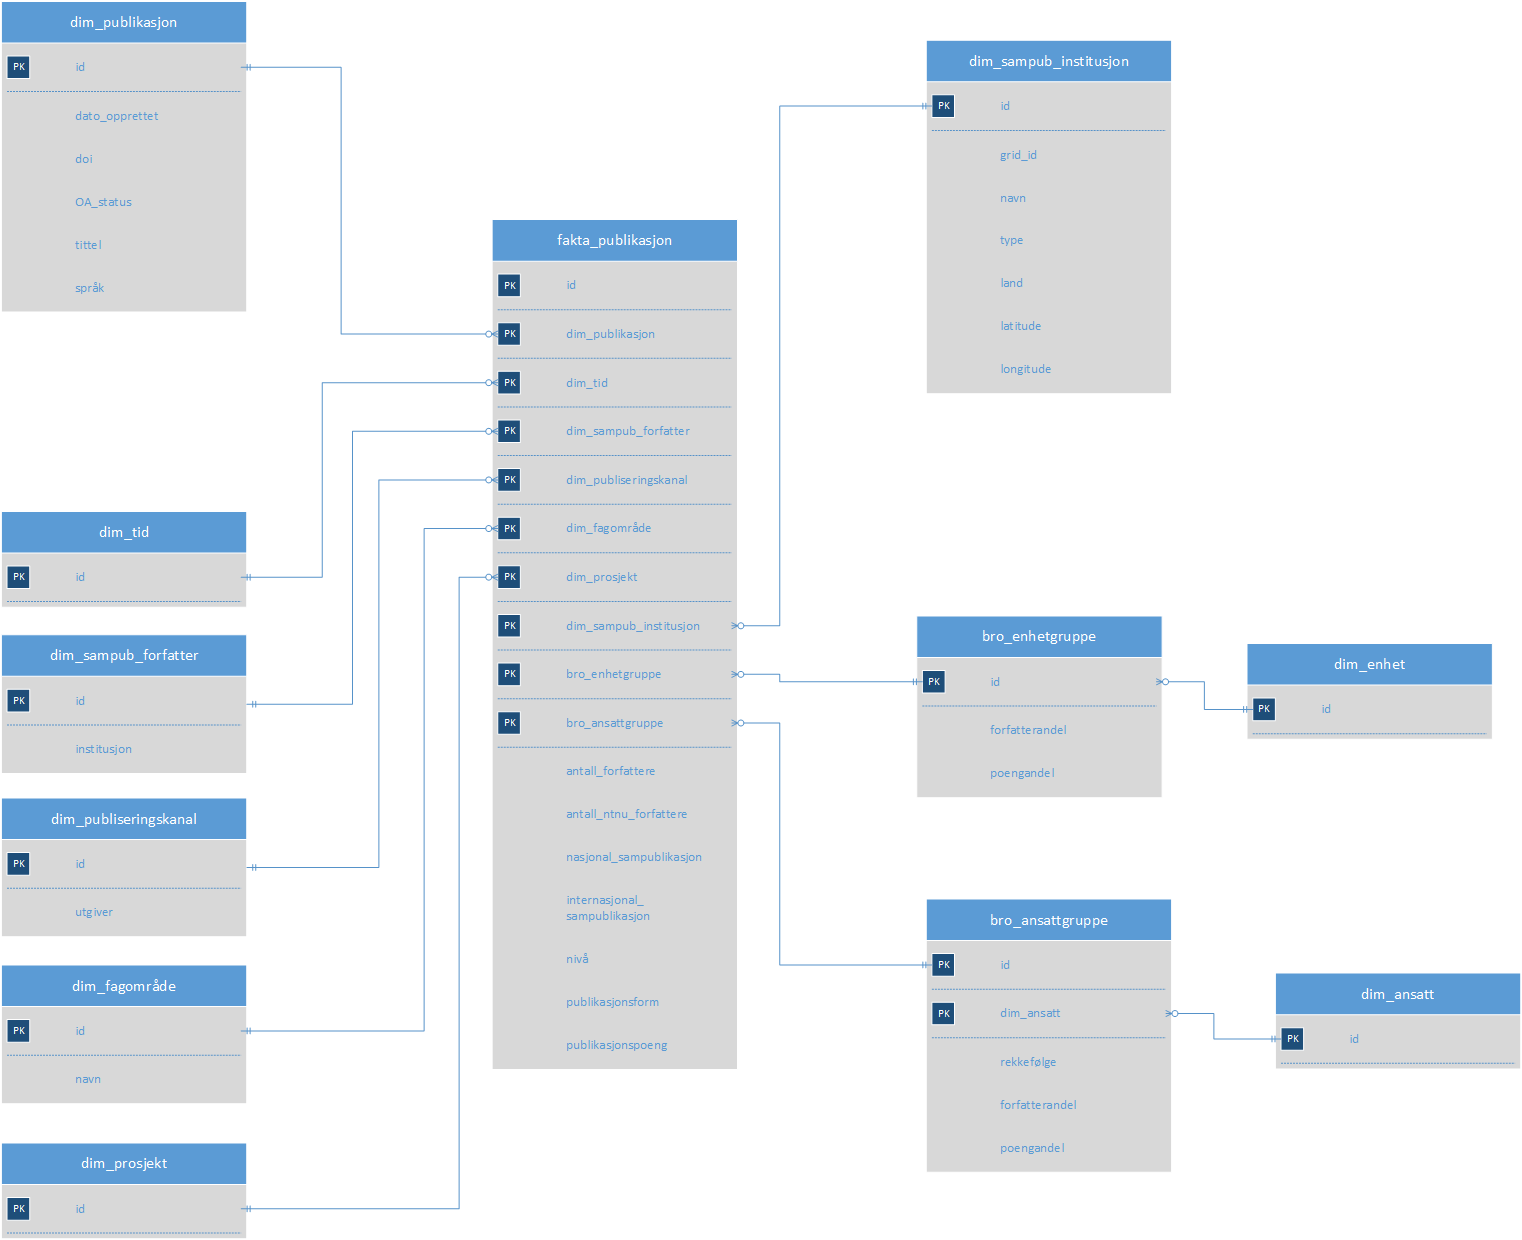 dim_publikasjon
PK id
dato_opprettet
doi
OA_status
tittel
språk
dim_tid
PK id
dim_sampub_forfatter
PK id
institusjon
dim_publiseringskanal
PK id
utgiver
dim_fagområde
PK id
navn
dim_prosjekt
PK id
fakta_publikasjon
PK id
PK dim_publikasjon
PK dim_tid
PK dim_sampub_forfatter
PK dim_publiseringskanal
PK dim_fagområde
PK dim_prosjekt
PK dim_sampub_institusjon
PK bro_enhetgruppe
PK bro_ansattgruppe
antall_forfattere
antall_ntnu_forfattere
nasjonal_sampublikasjon
internasjonal_
sampublikasjon
nivå
publikasjonsform
publikasjonspoeng
dim_sampub_institusjon
PK id
grid_id
navn
type
land
latitude
longitude
bro_enhetgruppe
PK id
forfatterandel
poengandel
dim_enhet
PK id
bro_ansattgruppe
PK id
PK dim_ansatt
rekkefølge
forfatterandel
poengandel
dim_ansatt
PK id